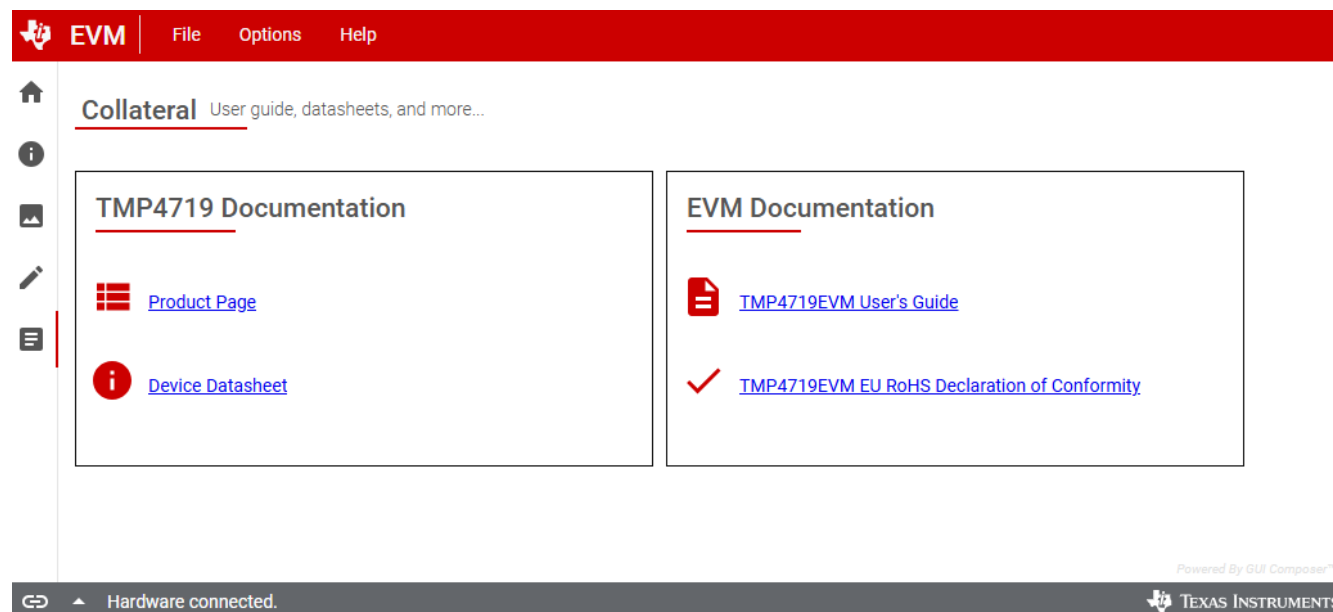 EVM File Options Help
Collateral User guide, datasheets, and more...
TMP4719 Documentation
Product Page
Device Datasheet
EVM Documentation
TMP4719EVM User's Guide
TMP4719EVM EU RoHS Declaration of Conformity
Powered By GUI Composer™
Hardware connected.
TEXAS INSTRUMENTS